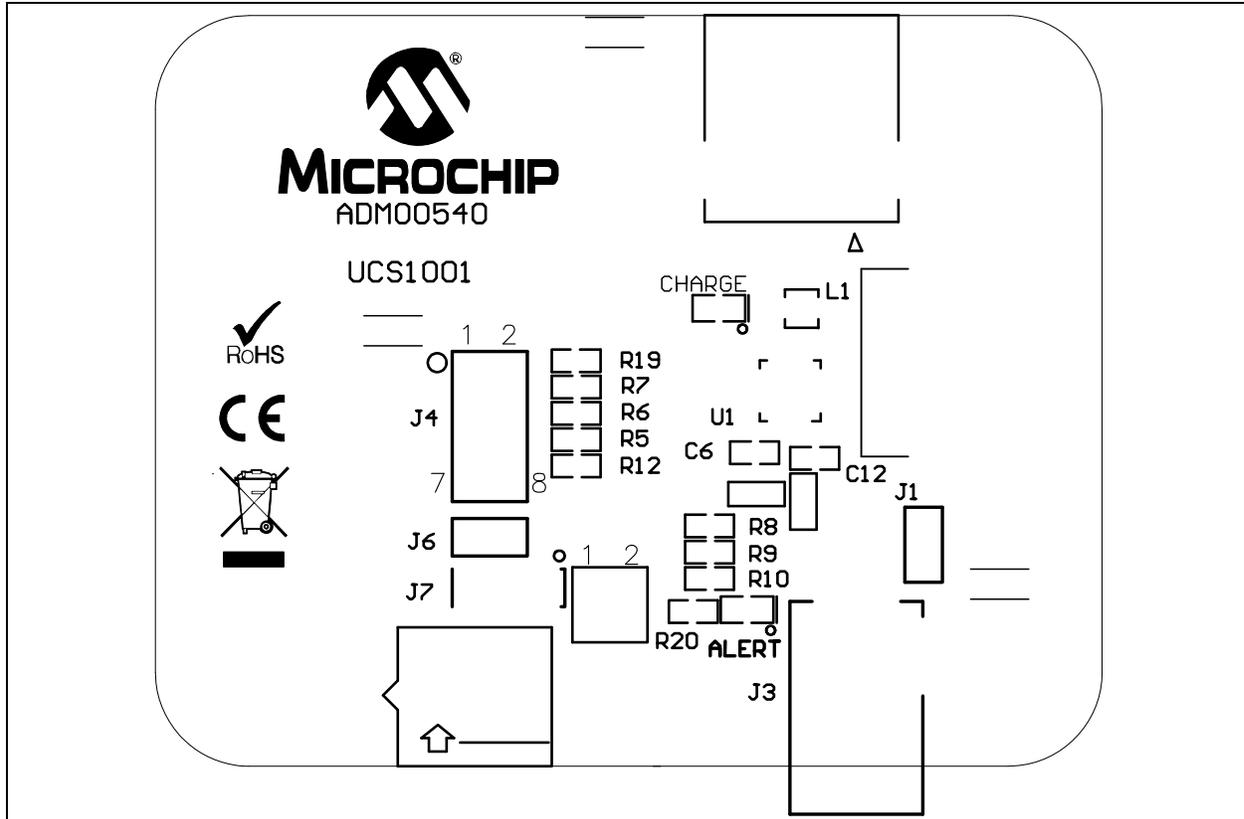 ®
MICROCHIP
ADM00540
UCS1001
CHARGE
L1
RoHS
1 2
R19
R7
J4
R6
U1
R5
C6
R12
C12
7 8
J1
R8
J6
1 2
R9
J7
R10
R20
ALERT
J3
CE